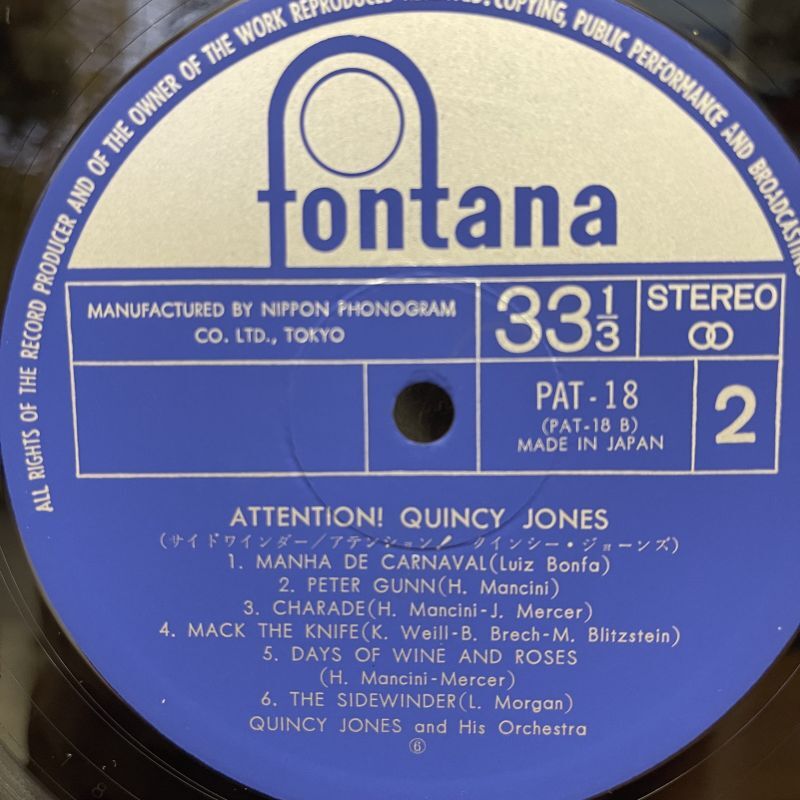 ALL RIGHTS OF THE RECORD PRODUCER AND OF THE OWNER OF THE WORK REPRODUCED RESERVED. COPYING, PUBLIC PERFORMANCE AND BROADCASTING
fontana
MANUFACTURED BY NIPPON PHONOGRAM
CO. LTD., TOKYO
33 1/3
STEREO
PAT-18
(PAT-18 B)
MADE IN JAPAN
2
ATTENTION! QUINCY JONES
(サイドワインダー/アテンション! クインシー・ジョーンズ)
1. MANHA DE CARNAVAL(Luiz Bonfa)
2. PETER GUNN(H. Mancini)
3. CHARADE(H. Mancini-J. Mercer)
4. MACK THE KNIFE(K. Weill-B. Brech-M. Blitzstein)
5. DAYS OF WINE AND ROSES
(H. Mancini-Mercer)
6. THE SIDEWINDER(L. Morgan)
QUINCY JONES and His Orchestra
⑥